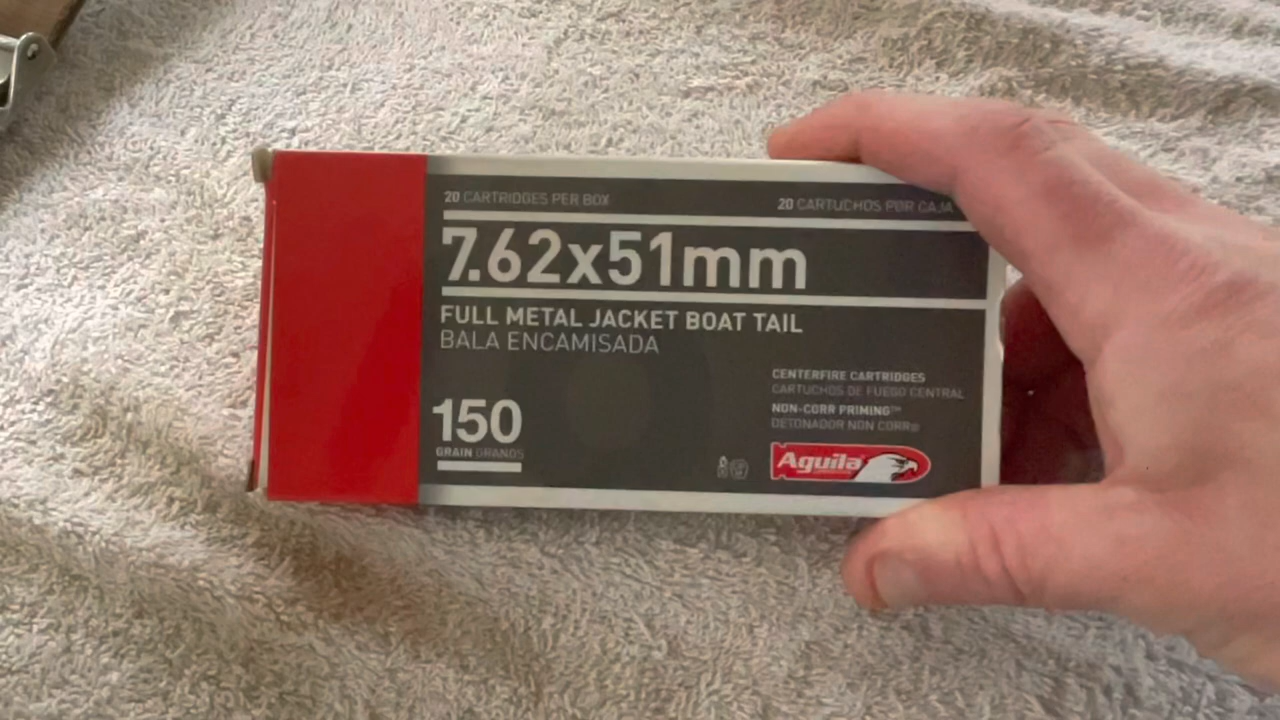 20 CARTRIDGES PER BOX
20 CARTUCHOS POR CAJA
7.62x51mm
FULL METAL JACKET BOAT TAIL
BALA ENCAMISADA
150
GRAIN GRANOS
CENTERFIRE CARTRIDGES
CARTUCHOS DE FUEGO CENTRAL
NON-CORR PRIMING™
DETONADOR NON CORR®
Aguila